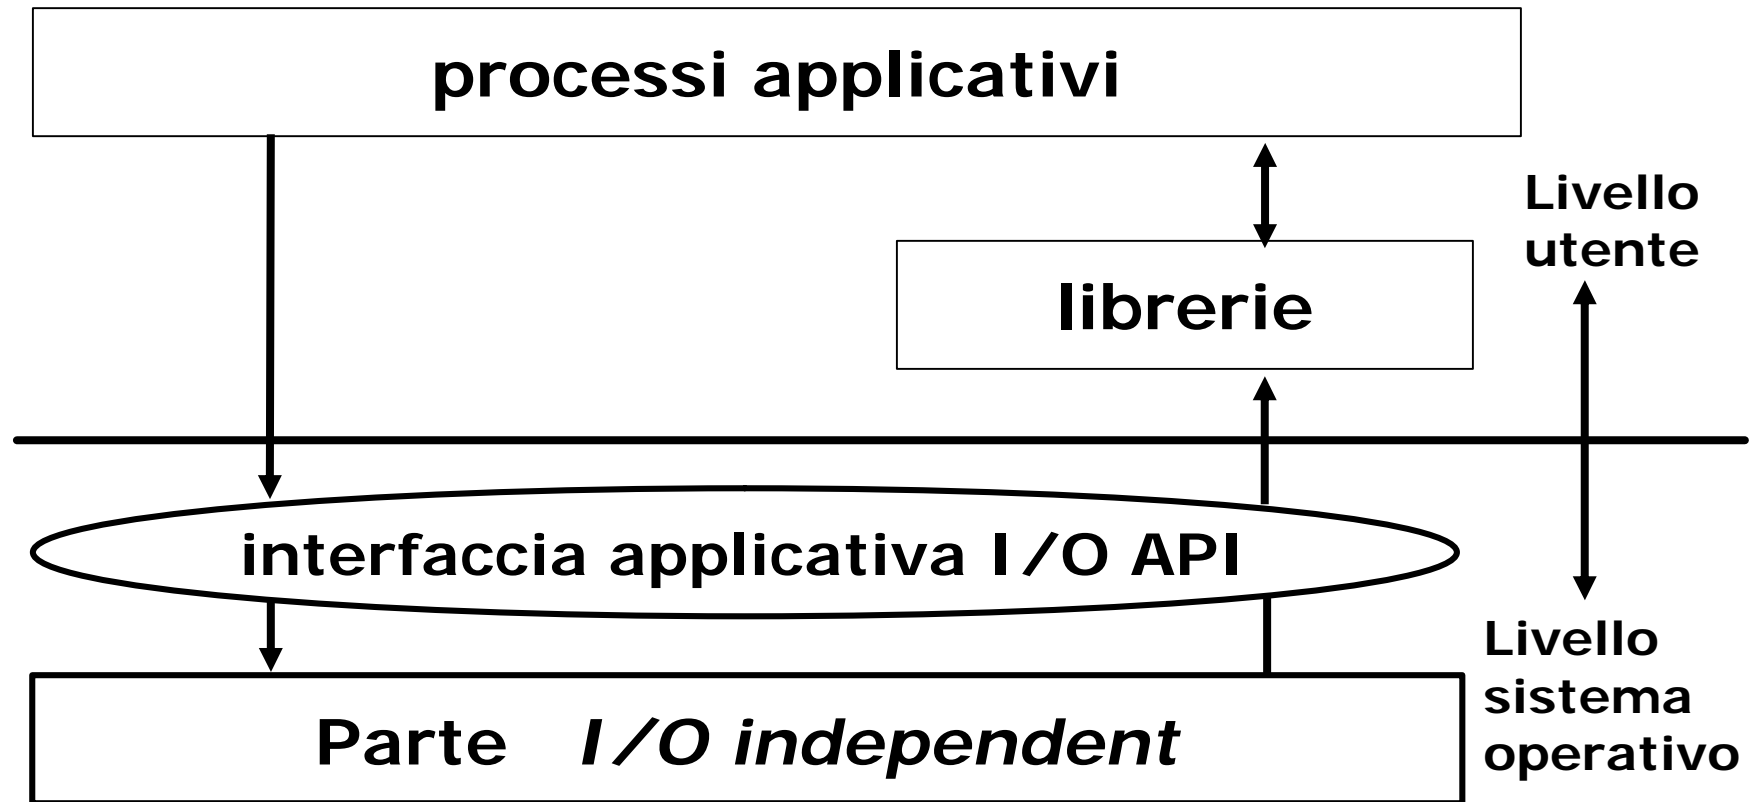 processi applicativi
Livello
utente
librerie
interfaccia applicativa I/O API
Livello
sistema
operativo
Parte I/O independent